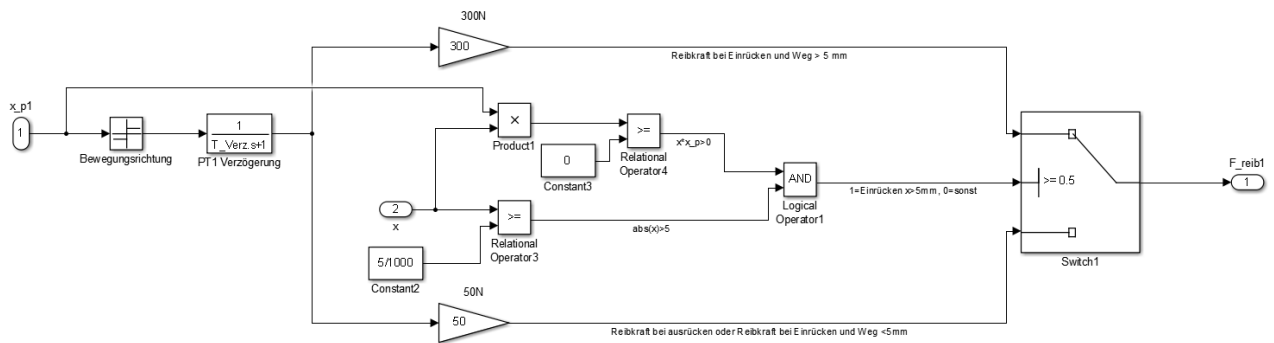 300N
300
Reibkraft bei Einrücken und Weg > 5 mm
x_p1
1
Bewegungsrichtung
1
T_Verz.s+1
PT1 Verzögerung
×
Product1
0
Constant3
>=
Relational
Operator4
x*x_p>0
AND
Logical
Operator1
1=Einrücken x>5mm, 0=sonst
>= 0.5
Switch1
F_reib1
1
2
x
>=
Relational
Operator3
abs(x)>5
5/1000
Constant2
50N
50
Reibkraft bei ausrücken oder Reibkraft bei Einrücken und Weg <5mm